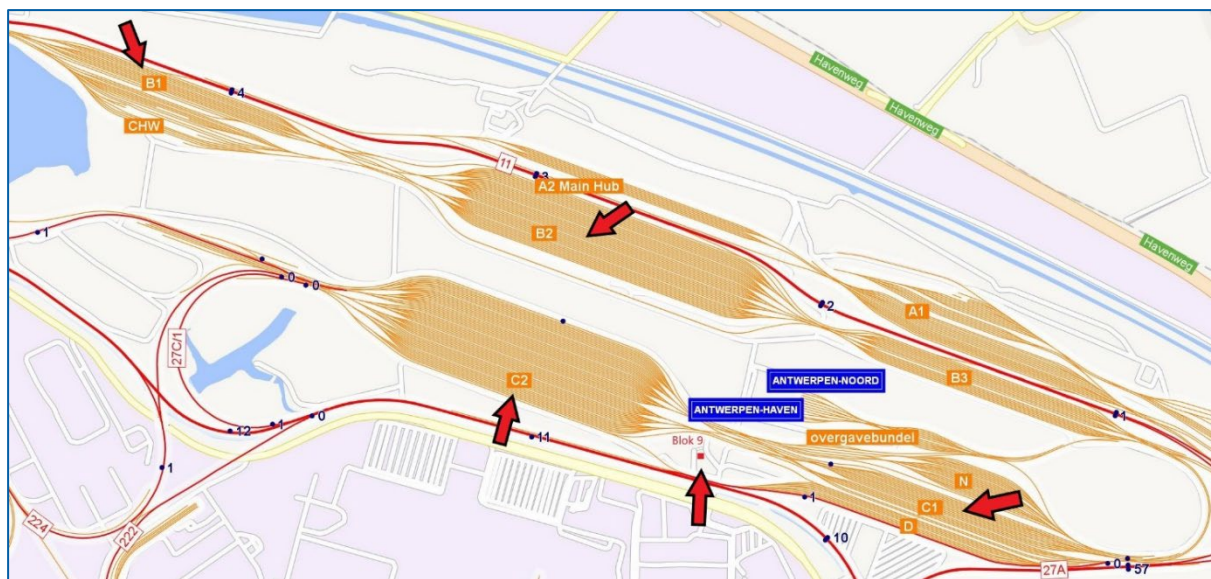 Havenweg
Havenweg
Havenweg
B1
4
CHW
11
3
A2 Main Hub
B2
1
0
0
2
A1
27C/1
C2
B3
ANTWERPEN-NOORD
ANTWERPEN-HAVEN
1
0
1
12
11
overgavebundel
Blok 9
1
N
1
C1
D
224
222
10
27A
0
57